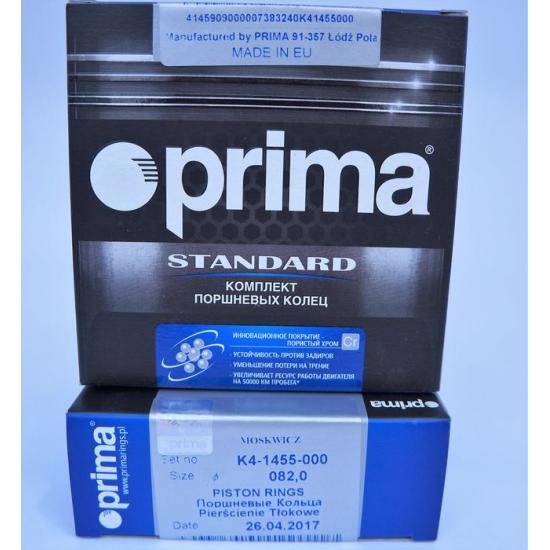 4145909000007383240K41455000
Manufactured by PRIMA 91-357 Łódź Pola
MADE IN EU
prima®
STANDARD
КОМПЛЕКТ
ПОРШНЕВЫХ КОЛЕЦ
ИННОВАЦИОННОЕ ПОКРЫТИЕ -
ПОРИСТЫЙ ХРОМ Cr
- УСТОЙЧИВОСТЬ ПРОТИВ ЗАДИРОВ
- УМЕНЬШЕНИЕ ПОТЕРИ НА ТРЕНИЕ
- УВЕЛИЧИВАЕТ РЕСУРС РАБОТЫ ДВИГАТЕЛЯ
НА 50000 КМ ПРОБЕГА*
prima
www.primarings.pl
prima
MOSKWICZ
Set no K4-1455-000
Size ø 082,0
PISTON RINGS
Поршневые Кольца
Pierścienie Tłokowe
Date 26.04.2017
prima®